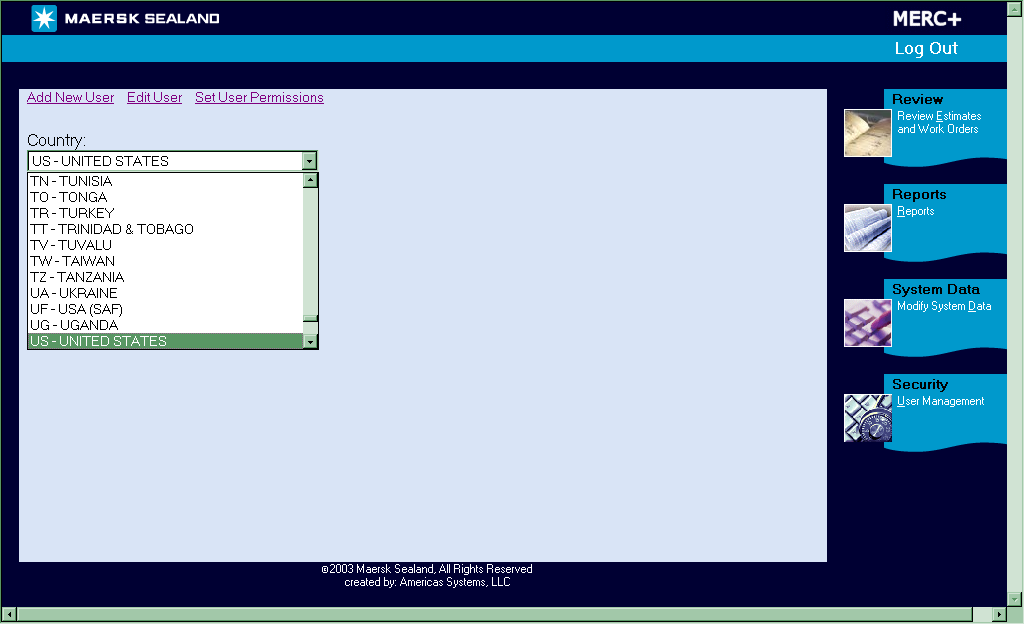 MAERSK SEALAND
MERC+
Log Out
Add New User Edit User Set User Permissions
Country:
US - UNITED STATES
TN - TUNISIA
TO - TONGA
TR - TURKEY
TT - TRINIDAD & TOBAGO
TV - TUVALU
TW - TAIWAN
TZ - TANZANIA
UA - UKRAINE
UF - USA (SAF)
UG - UGANDA
US - UNITED STATES
Review
Review Estimates
and Work Orders
Reports
Reports
System Data
Modify System Data
Security
User Management
©2003 Maersk Sealand, All Rights Reserved
created by: Americas Systems, LLC